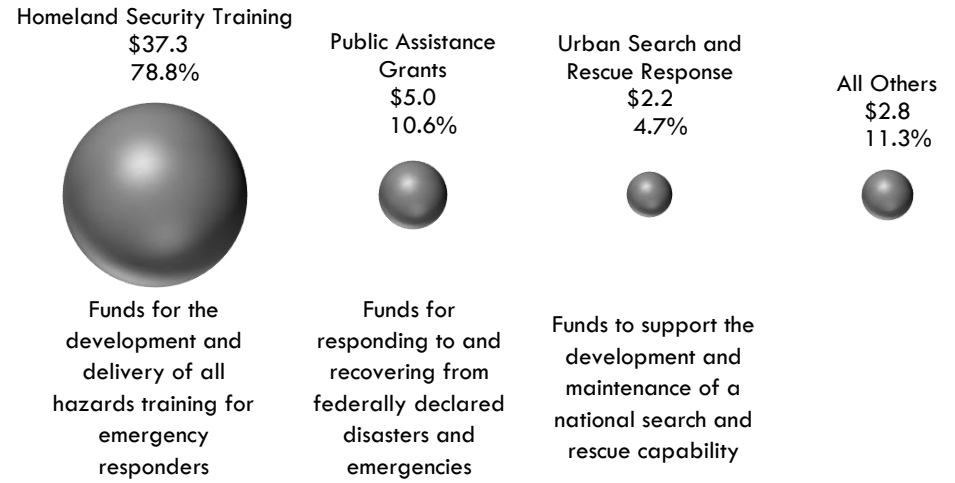 Homeland Security Training
$37.3
78.8%
Public Assistance
Grants
$5.0
10.6%
Urban Search and
Rescue Response
$2.2
4.7%
All Others
$2.8
11.3%
Funds for the
development and
delivery of all
hazards training for
emergency
responders
Funds for
responding to and
recovering from
federally declared
disasters and
emergencies
Funds to support the
development and
maintenance of a
national search and
rescue capability